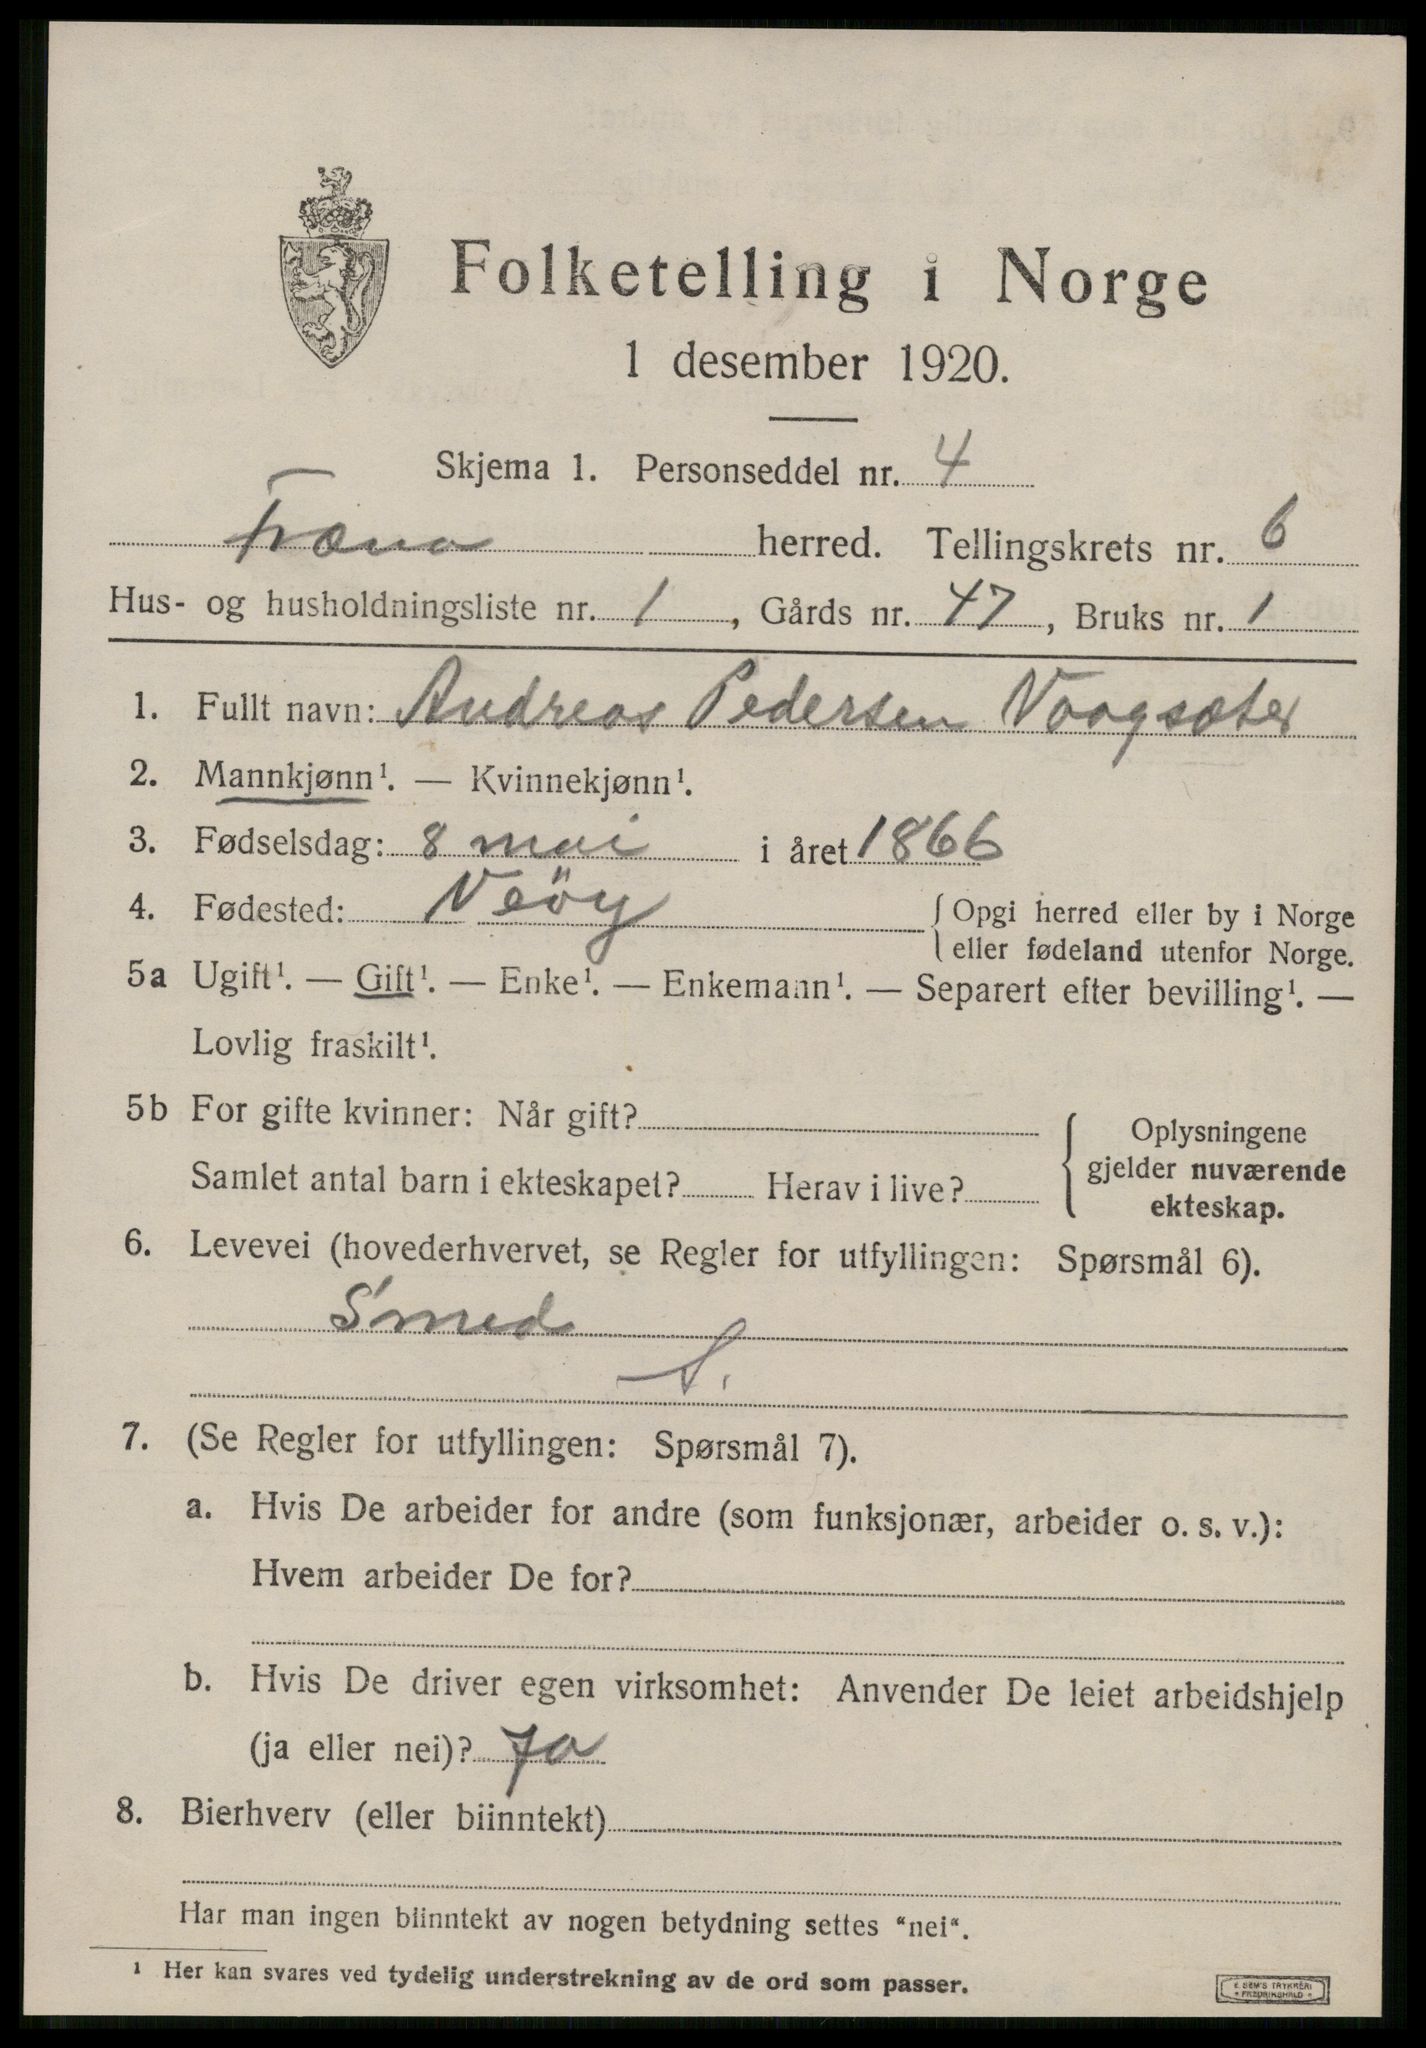 Folketelling i Norge
1 desember 1920.
Skjema 1. Personseddel nr. 4
Fræna herred. Tellingskrets nr. 6
Hus- og husholdningsliste nr. 1, Gårds nr. 47, Bruks nr. 1
1. Fullt navn: Andreas Pedersen Vaagsæter
2. Mannkjønn¹. — Kvinnekjønn¹.
3. Fødselsdag: 8 mai i året 1866
4. Fødested: Veöy { Opgi herred eller by i Norge
eller fødeland utenfor Norge.
5a Ugift¹. — Gift¹. — Enke¹. — Enkemann¹. — Separert efter bevilling¹. —
Lovlig fraskilt¹.
5b For gifte kvinner: Når gift?
Samlet antal barn i ekteskapet? Herav i live?
{ Oplysningene
gjelder nuværende
ekteskap.
6. Levevei (hovederhvervet, se Regler for utfyllingen: Spørsmål 6).
Smed
S.
7. (Se Regler for utfyllingen: Spørsmål 7).
a. Hvis De arbeider for andre (som funksjonær, arbeider o. s. v.):
Hvem arbeider De for?
b. Hvis De driver egen virksomhet: Anvender De leiet arbeidshjelp
(ja eller nei)? Ja
8. Bierhverv (eller biinntekt)
Har man ingen biinntekt av nogen betydning settes "nei".
¹ Her kan svares ved tydelig understrekning av de ord som passer.
E. SEM'S TRYKKERI
• FREDRIKSHALD •